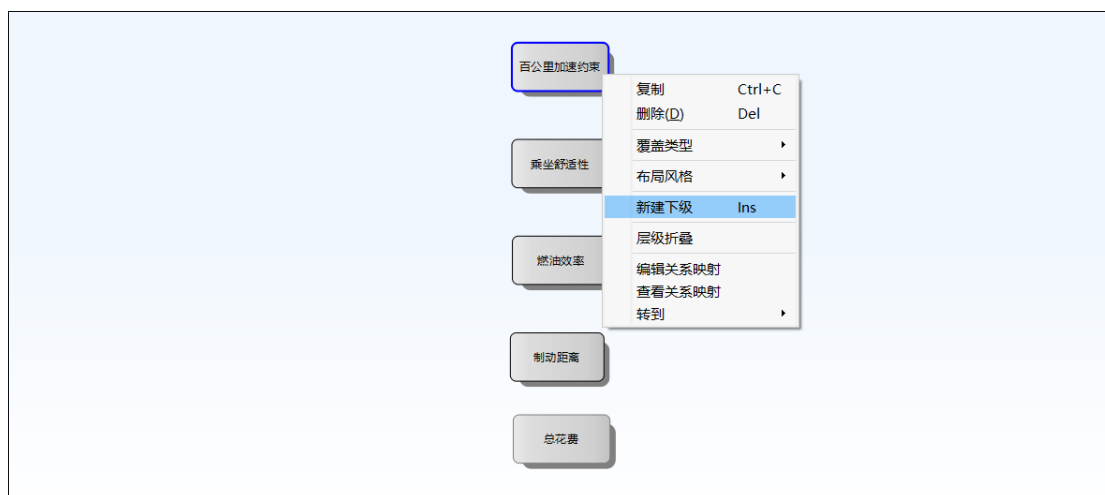 百公里加速约束
复制 Ctrl+C
删除(D) Del
乘坐舒适性
覆盖类型
布局风格
新建下级 Ins
层级折叠
燃油效率
编辑关系映射
查看关系映射
转到
制动距离
总花费